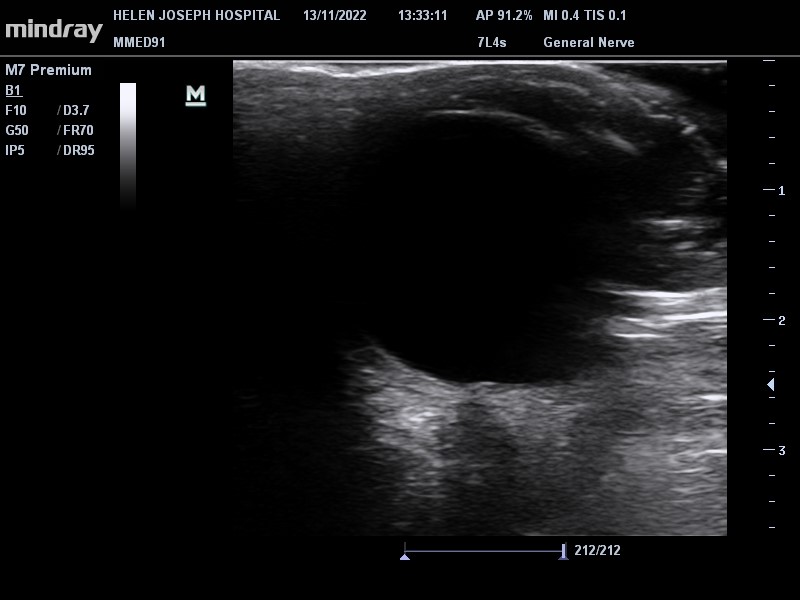 mindray
HELEN JOSEPH HOSPITAL 13/11/2022 13:33:11 AP 91.2% MI 0.4 TIS 0.1
MMED91 7L4s General Nerve
M7 Premium
B1
F10 / D3.7
G50 / FR70
IP5 / DR95
M
1
2
3
212/212